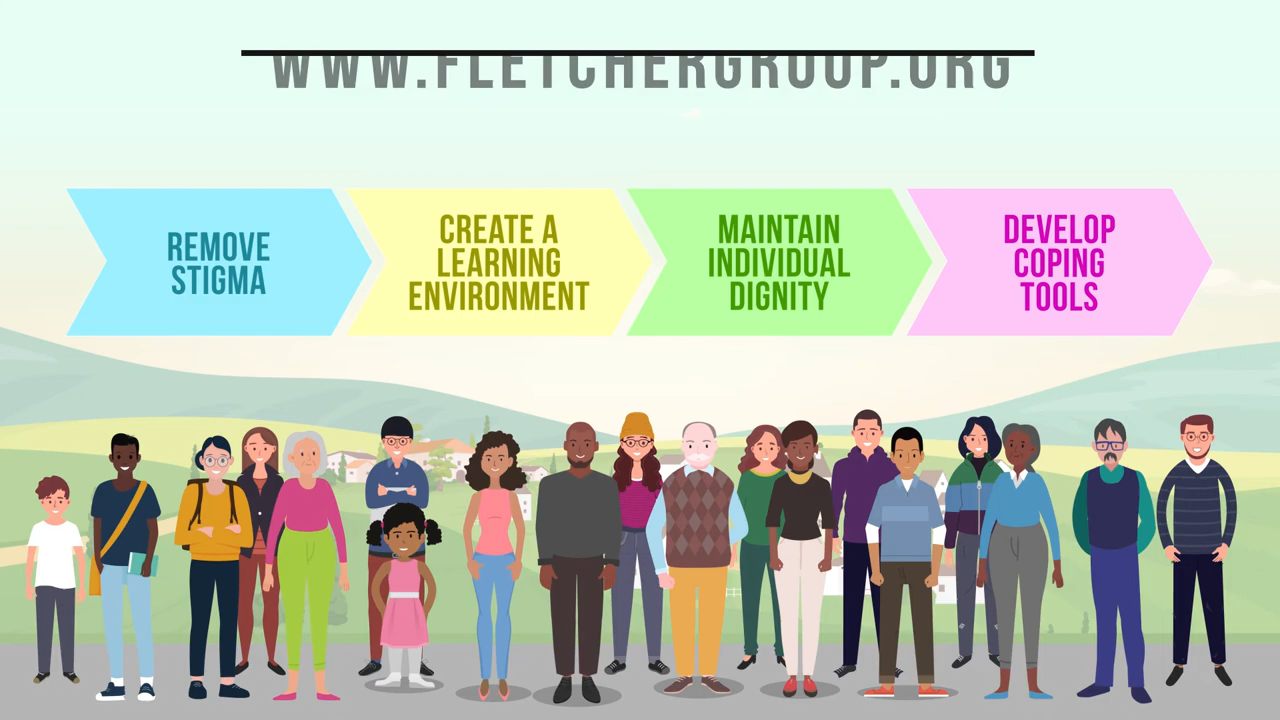 WWW.FLETCHERGROUP.ORG
REMOVE
STIGMA
CREATE A
LEARNING
ENVIRONMENT
MAINTAIN
INDIVIDUAL
DIGNITY
DEVELOP
COPING
TOOLS